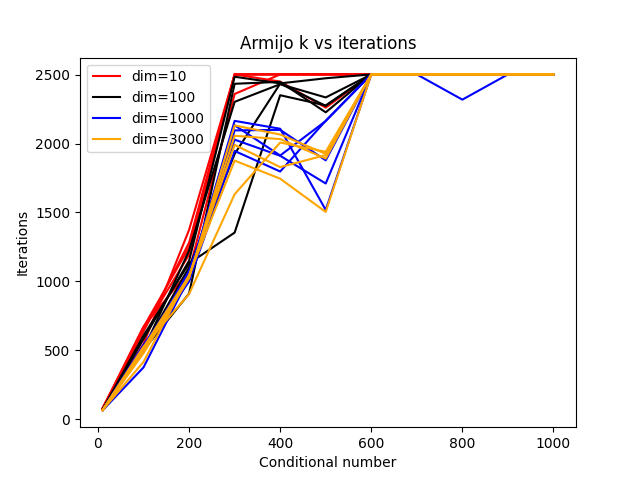 Armijo k vs iterations
dim=10
dim=100
dim=1000
dim=3000
Iterations
2500
2000
1500
1000
500
0
0 200 400 600 800 1000
Conditional number